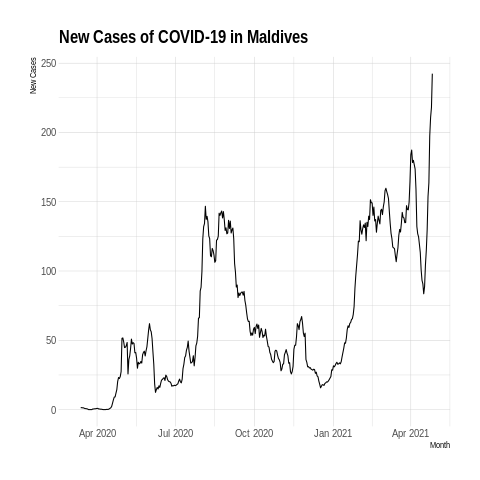 New Cases of COVID-19 in Maldives
New Cases
250
200
150
100
50
0
Apr 2020
Jul 2020
Oct 2020
Jan 2021
Apr 2021
Month